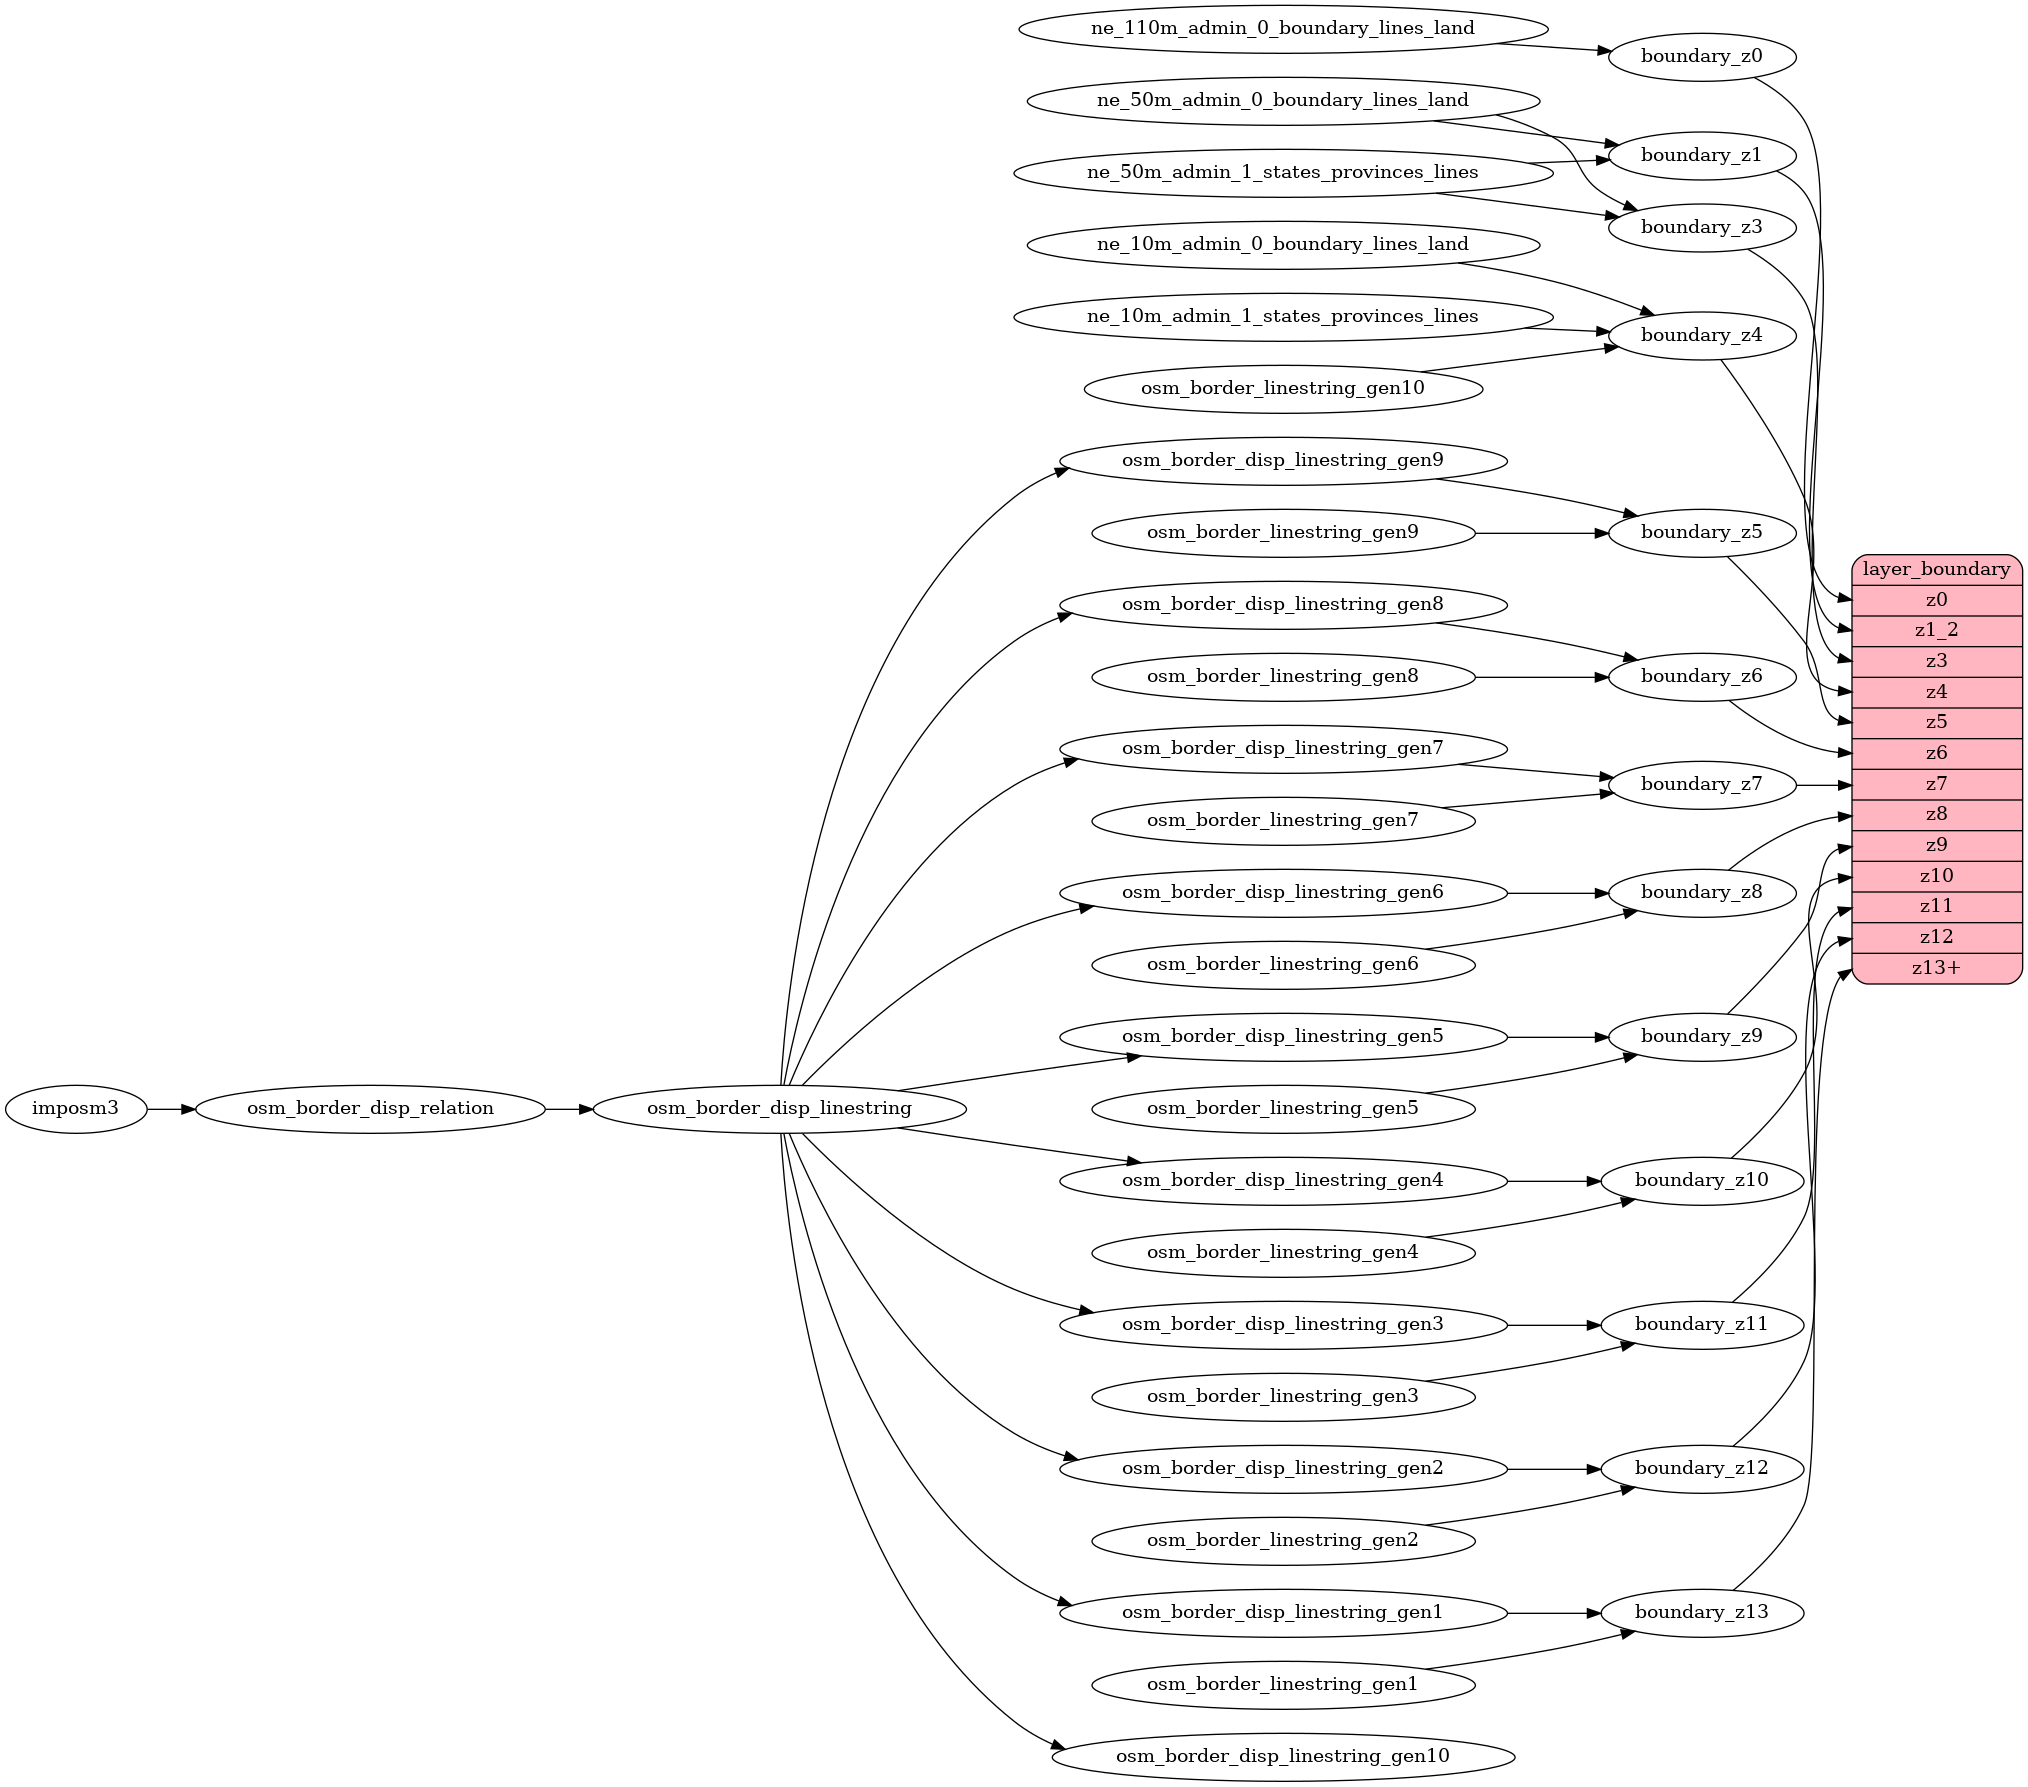 ne_110m_admin_0_boundary_lines_land
boundary_z0
ne_50m_admin_0_boundary_lines_land
boundary_z1
ne_50m_admin_1_states_provinces_lines
boundary_z3
ne_10m_admin_0_boundary_lines_land
ne_10m_admin_1_states_provinces_lines
boundary_z4
osm_border_linestring_gen10
osm_border_disp_linestring_gen9
osm_border_linestring_gen9
boundary_z5
osm_border_disp_linestring_gen8
osm_border_linestring_gen8
boundary_z6
osm_border_disp_linestring_gen7
boundary_z7
osm_border_linestring_gen7
osm_border_disp_linestring_gen6
boundary_z8
osm_border_linestring_gen6
osm_border_disp_linestring_gen5
boundary_z9
imposm3
osm_border_disp_relation
osm_border_disp_linestring
osm_border_linestring_gen5
osm_border_disp_linestring_gen4
boundary_z10
osm_border_linestring_gen4
osm_border_disp_linestring_gen3
boundary_z11
osm_border_linestring_gen3
osm_border_disp_linestring_gen2
boundary_z12
osm_border_linestring_gen2
osm_border_disp_linestring_gen1
boundary_z13
osm_border_linestring_gen1
osm_border_disp_linestring_gen10
layer_boundary
z0
z1_2
z3
z4
z5
z6
z7
z8
z9
z10
z11
z12
z13+